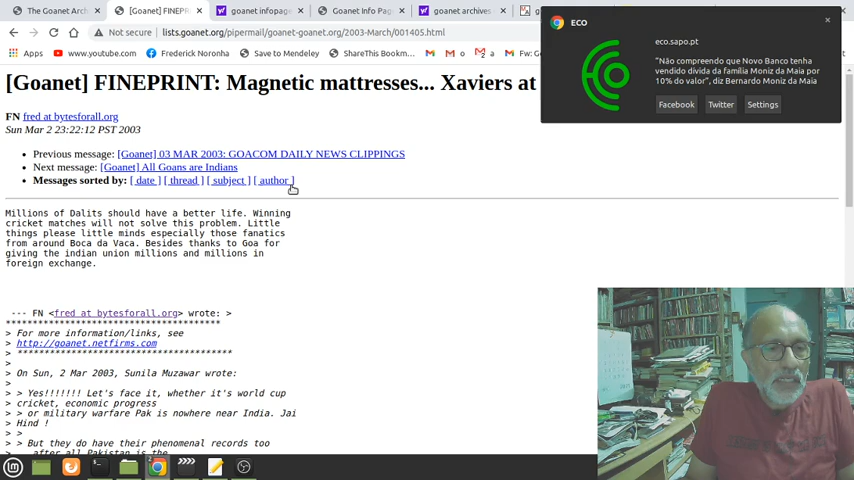 The Goanet Arch
[Goanet] FINEPRI
goanet infopage
Goanet Info Pag
goanet archives
g
Not secure | lists.goanet.org/pipermail/goanet-goanet.org/2003-March/001405.html
Apps
www.youtube.com
Frederick Noronha
Save to Mendeley
ShareThis Bookmark
M
M o
2 a
Fw: G
ECO
eco.sapo.pt
"Não compreendo que Novo Banco tenha
vendido dívida da família Moniz da Maia por
10% do valor", diz Bernardo Moniz da Maia
Facebook
Twitter
Settings
[Goanet] FINEPRINT: Magnetic mattresses... Xaviers at
FN fred at bytesforall.org
Sun Mar 2 23:22:12 PST 2003
Previous message: [Goanet] 03 MAR 2003: GOACOM DAILY NEWS CLIPPINGS
Next message: [Goanet] All Goans are Indians
Messages sorted by: [ date ] [ thread ] [ subject ] [ author ]
Millions of Dalits should have a better life. Winning
cricket matches will not solve this problem. Little
things please little minds especially those fanatics
from around Boca da Vaca. Besides thanks to Goa for
giving the indian union millions and millions in
foreign exchange.
--- FN <fred at bytesforall.org> wrote: >
*****************************************
> For more information/links, see
> http://goanet.netfirms.com
> *****************************************
>
> On Sun, 2 Mar 2003, Sunila Muzawar wrote:
>
> > Yes!!!!!!! Let's face it, whether it's world cup
> cricket, economic progress
> > or military warfare Pak is nowhere near India. Jai
> Hind !
> >
> > But they do have their phenomenal records too
> after all Pakistan is the